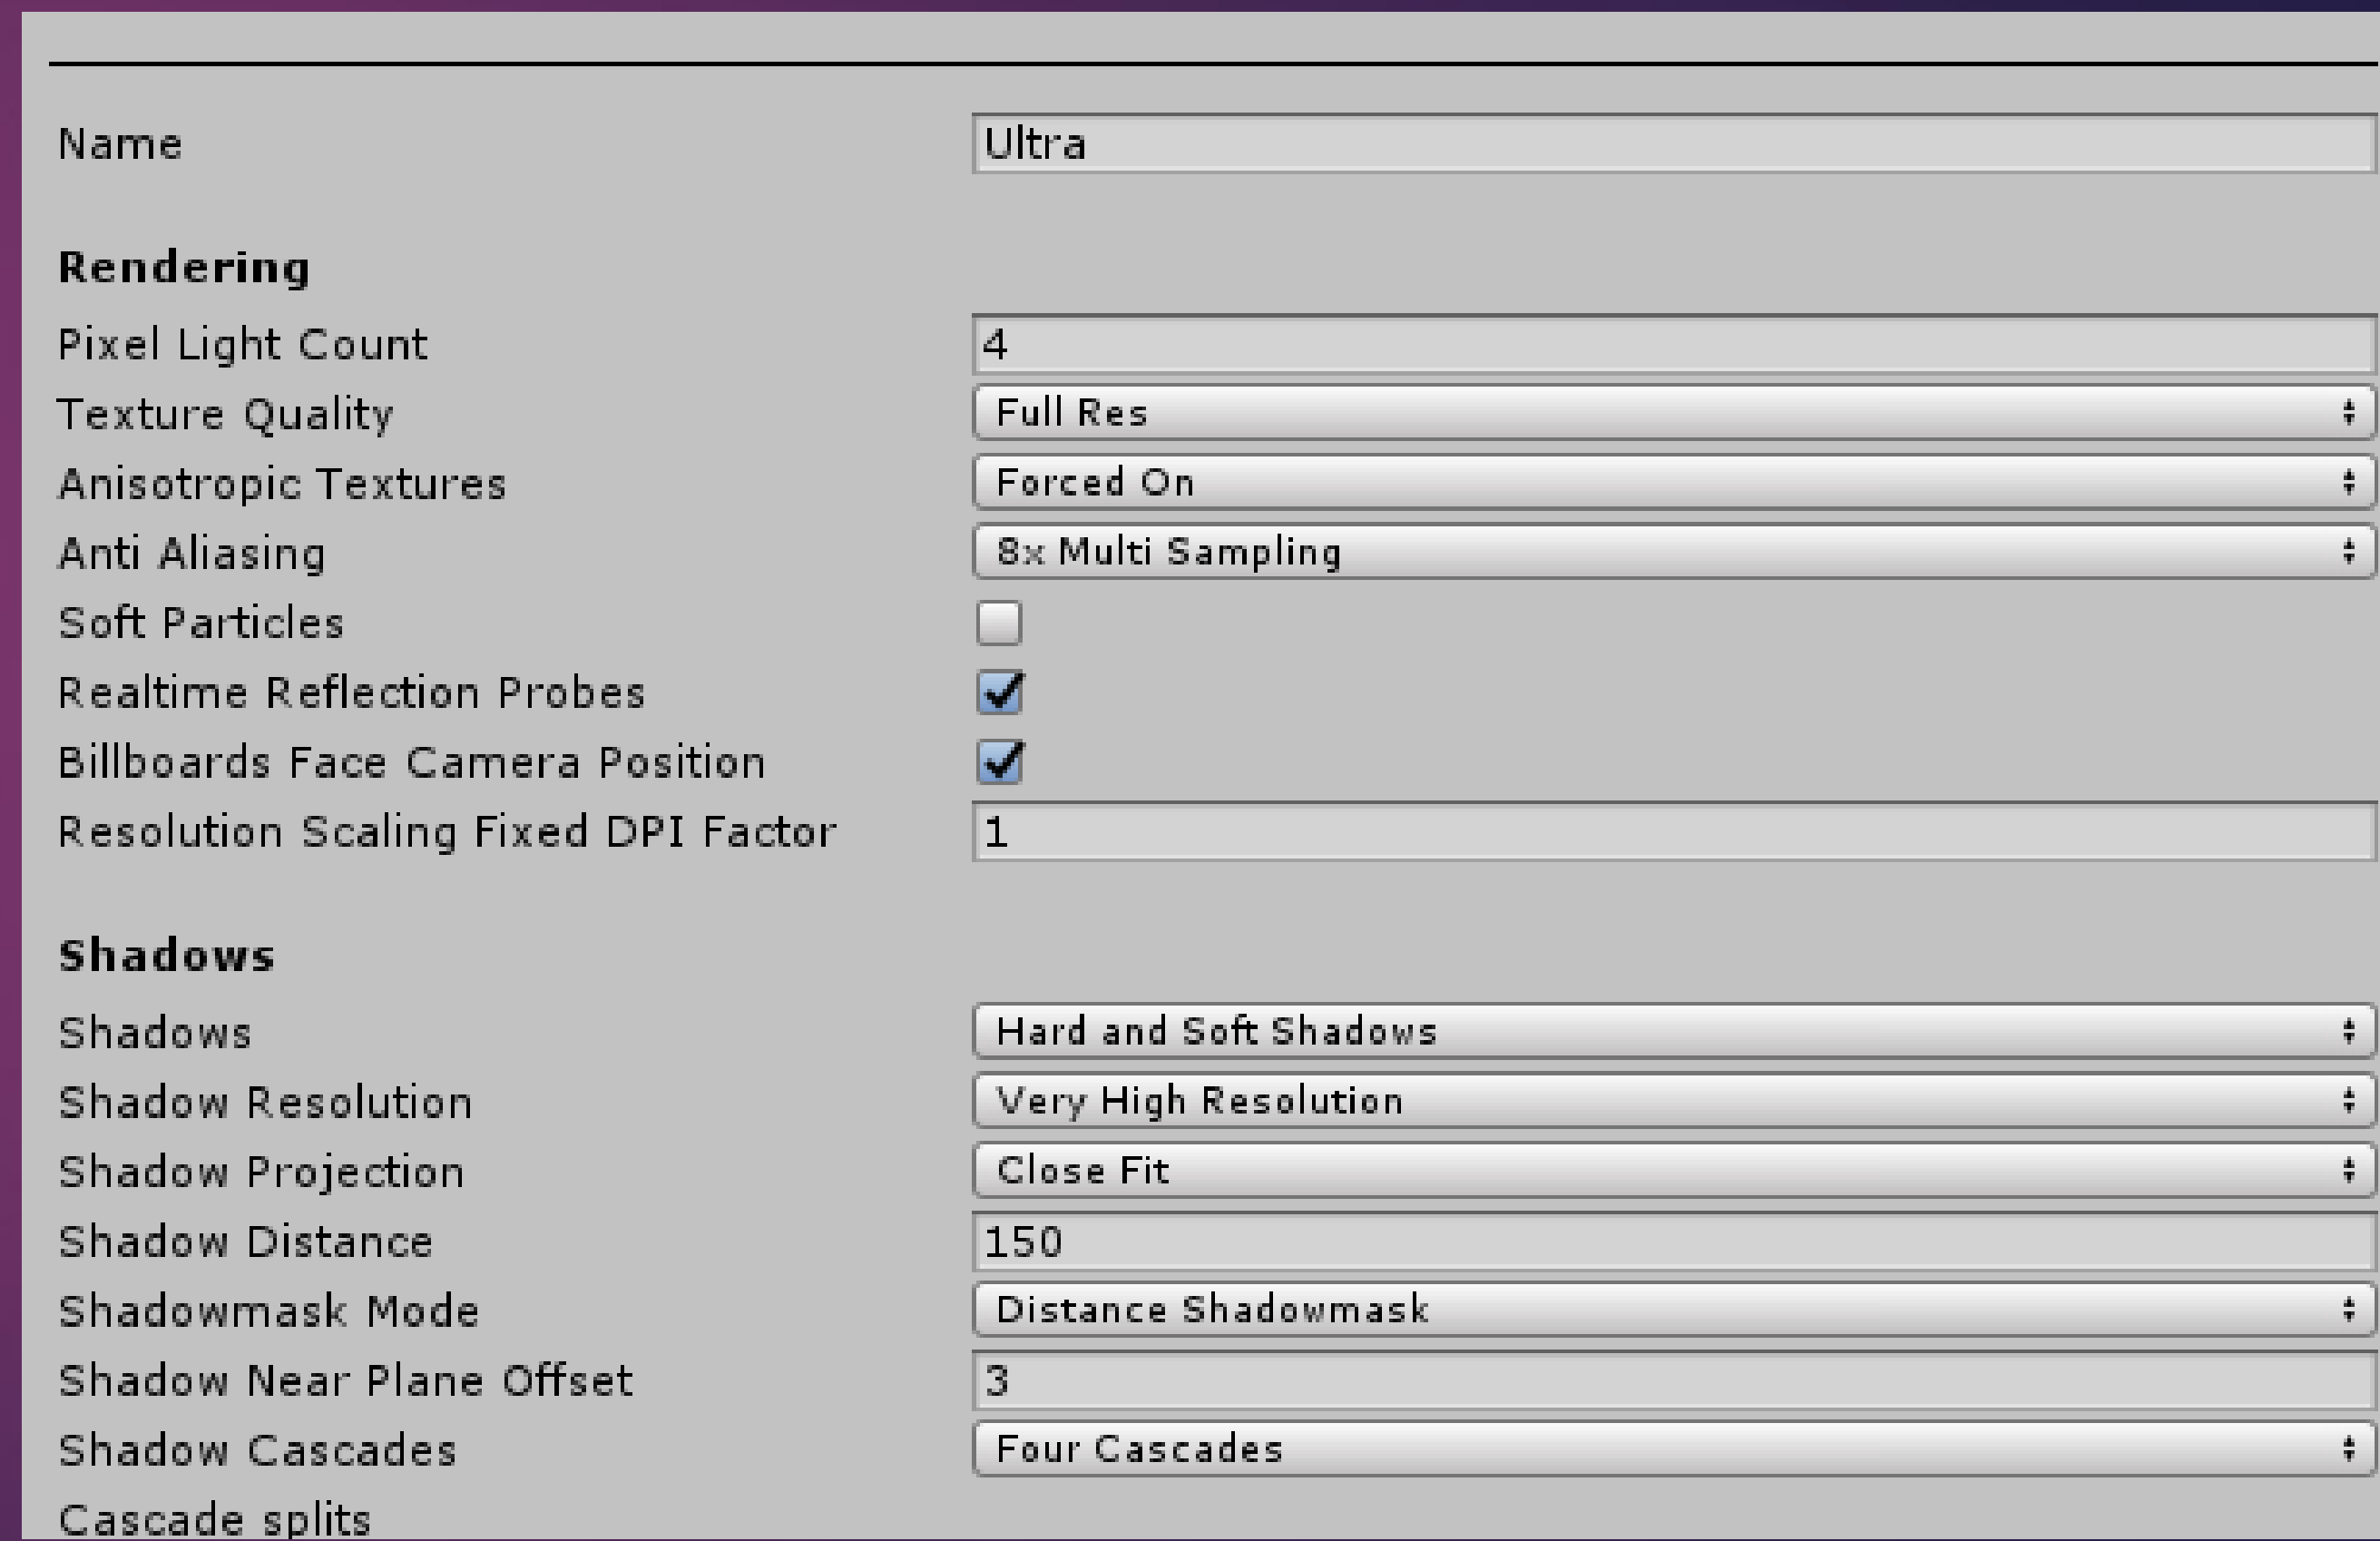 Name Ultra
Rendering
Pixel Light Count 4
Texture Quality Full Res
Anisotropic Textures Forced On
Anti Aliasing 8x Multi Sampling
Soft Particles
Realtime Reflection Probes
Billboards Face Camera Position
Resolution Scaling Fixed DPI Factor 1
Shadows
Shadows Hard and Soft Shadows
Shadow Resolution Very High Resolution
Shadow Projection Close Fit
Shadow Distance 150
Shadowmask Mode Distance Shadowmask
Shadow Near Plane Offset 3
Shadow Cascades Four Cascades
Cascade splits